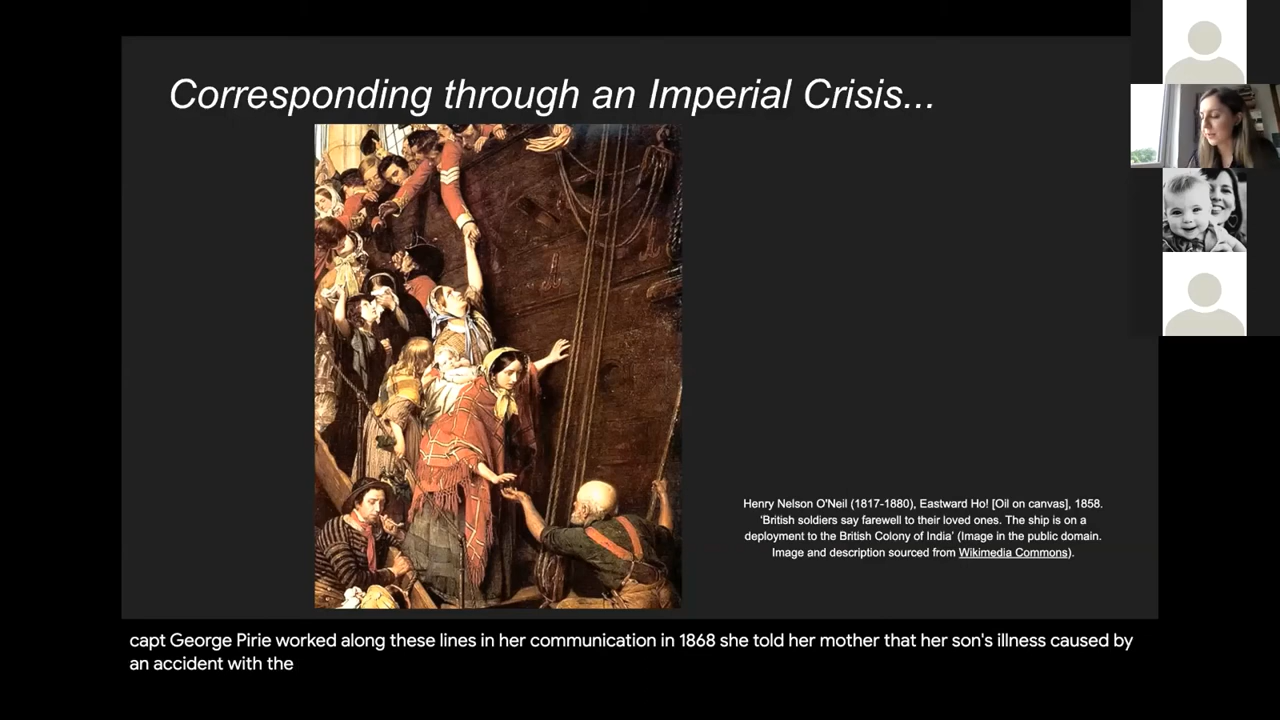 Corresponding through an Imperial Crisis...
Henry Nelson O'Neil (1817-1880), Eastward Ho! [Oil on canvas], 1858.
'British soldiers say farewell to their loved ones. The ship is on a
deployment to the British Colony of India' (Image in the public domain.
Image and description sourced from Wikimedia Commons).
capt George Pirie worked along these lines in her communication in 1868 she told her mother that her son's illness caused by
an accident with the